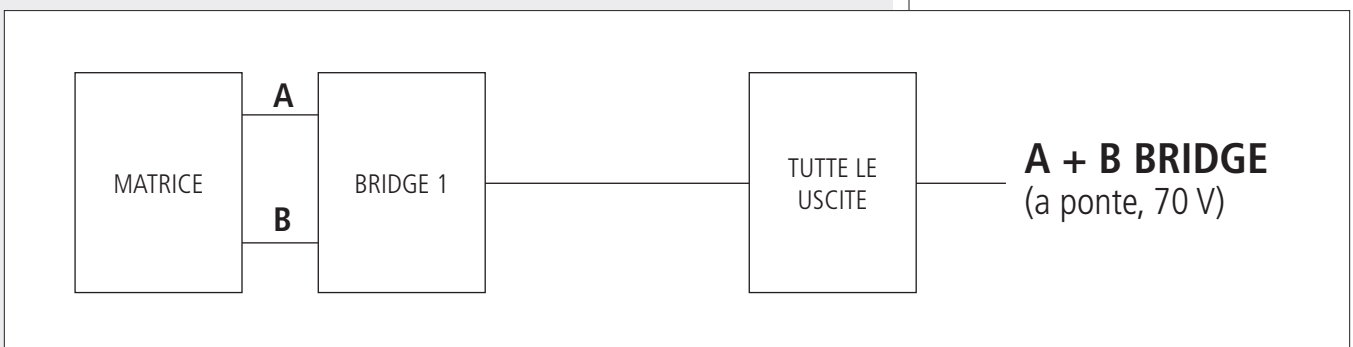 A
MATRICE
B
BRIDGE 1
TUTTE LE
USCITE
A + B BRIDGE
(a ponte, 70 V)